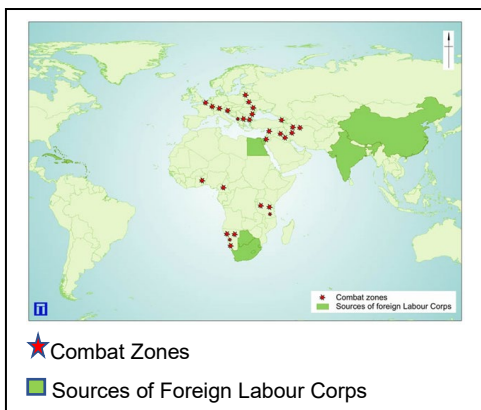 Combat zones
Sources of foreign Labour Corps
Combat Zones
Sources of Foreign Labour Corps